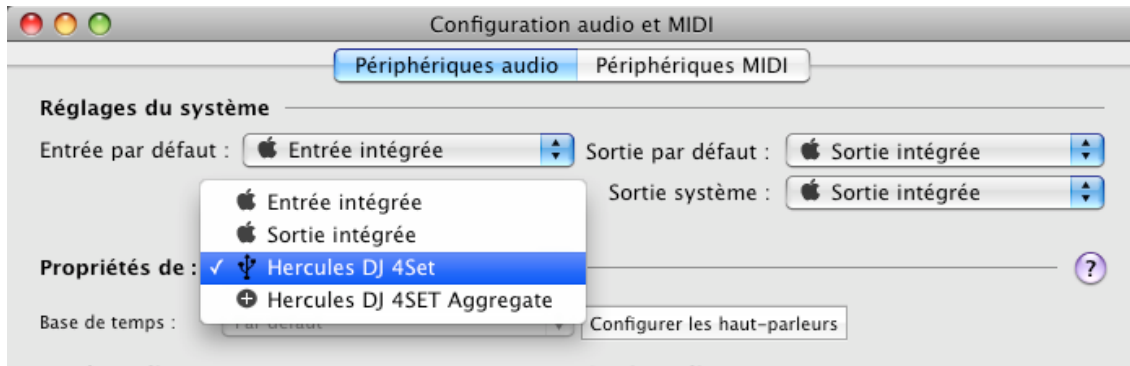 Configuration audio et MIDI
Périphériques audio Périphériques MIDI
Réglages du système
Entrée par défaut : Entrée intégrée Sortie par défaut : Sortie intégrée
Sortie système : Sortie intégrée
Entrée intégrée
Sortie intégrée
Propriétés de : ✓ Hercules DJ 4Set ?
Hercules DJ 4SET Aggregate
Base de temps : Par défaut Configurer les haut-parleurs